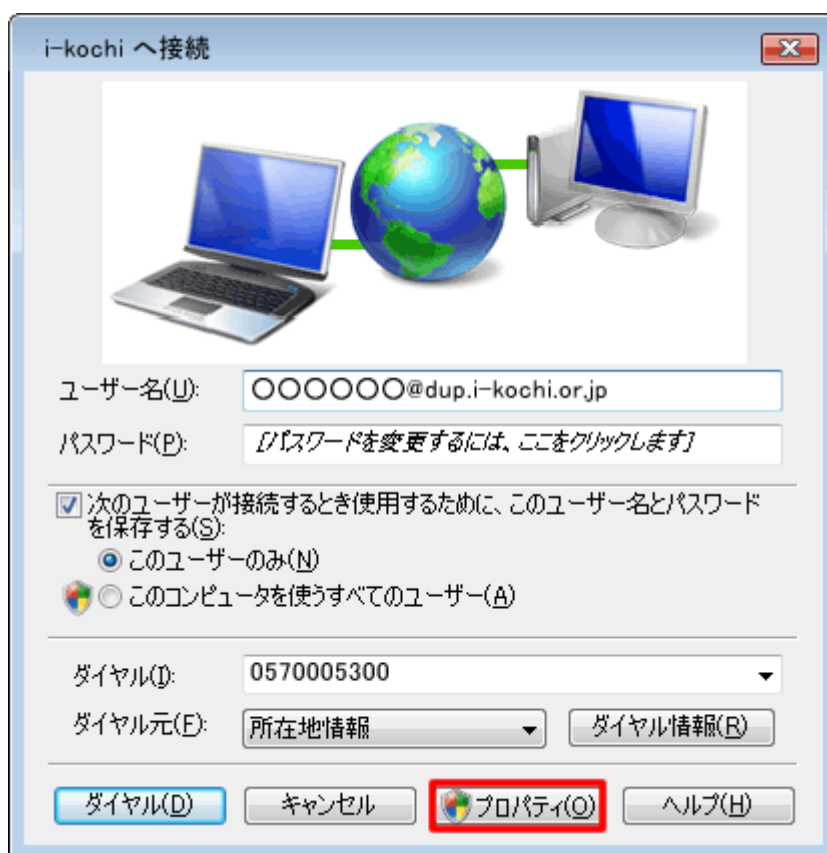 i-kochi へ接続
ユーザー名(U): 〇〇〇〇〇〇@dup.i-kochi.or.jp
パスワード(P): [パスワードを変更するには、ここをクリックします]
次のユーザーが接続するとき使用するために、このユーザー名とパスワード
を保存する(S):
このユーザーのみ(N)
このコンピュータを使うすべてのユーザー(A)
ダイヤル(I): 0570005300
ダイヤル元(F): 所在地情報 ダイヤル情報(R)
ダイヤル(D) キャンセル プロパティ(O) ヘルプ(H)